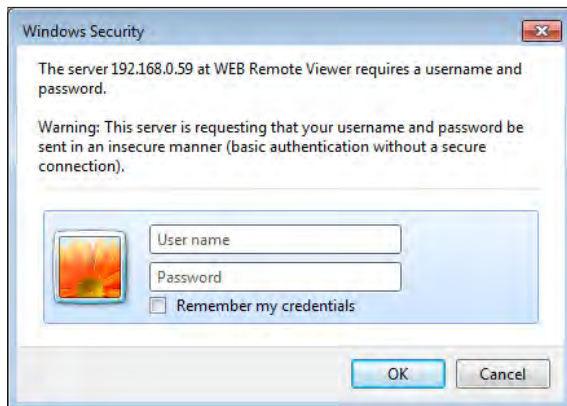 Windows Security
The server 192.168.0.59 at WEB Remote Viewer requires a username and
password.
Warning: This server is requesting that your username and password be
sent in an insecure manner (basic authentication without a secure
connection).
User name
Password
Remember my credentials
OK Cancel